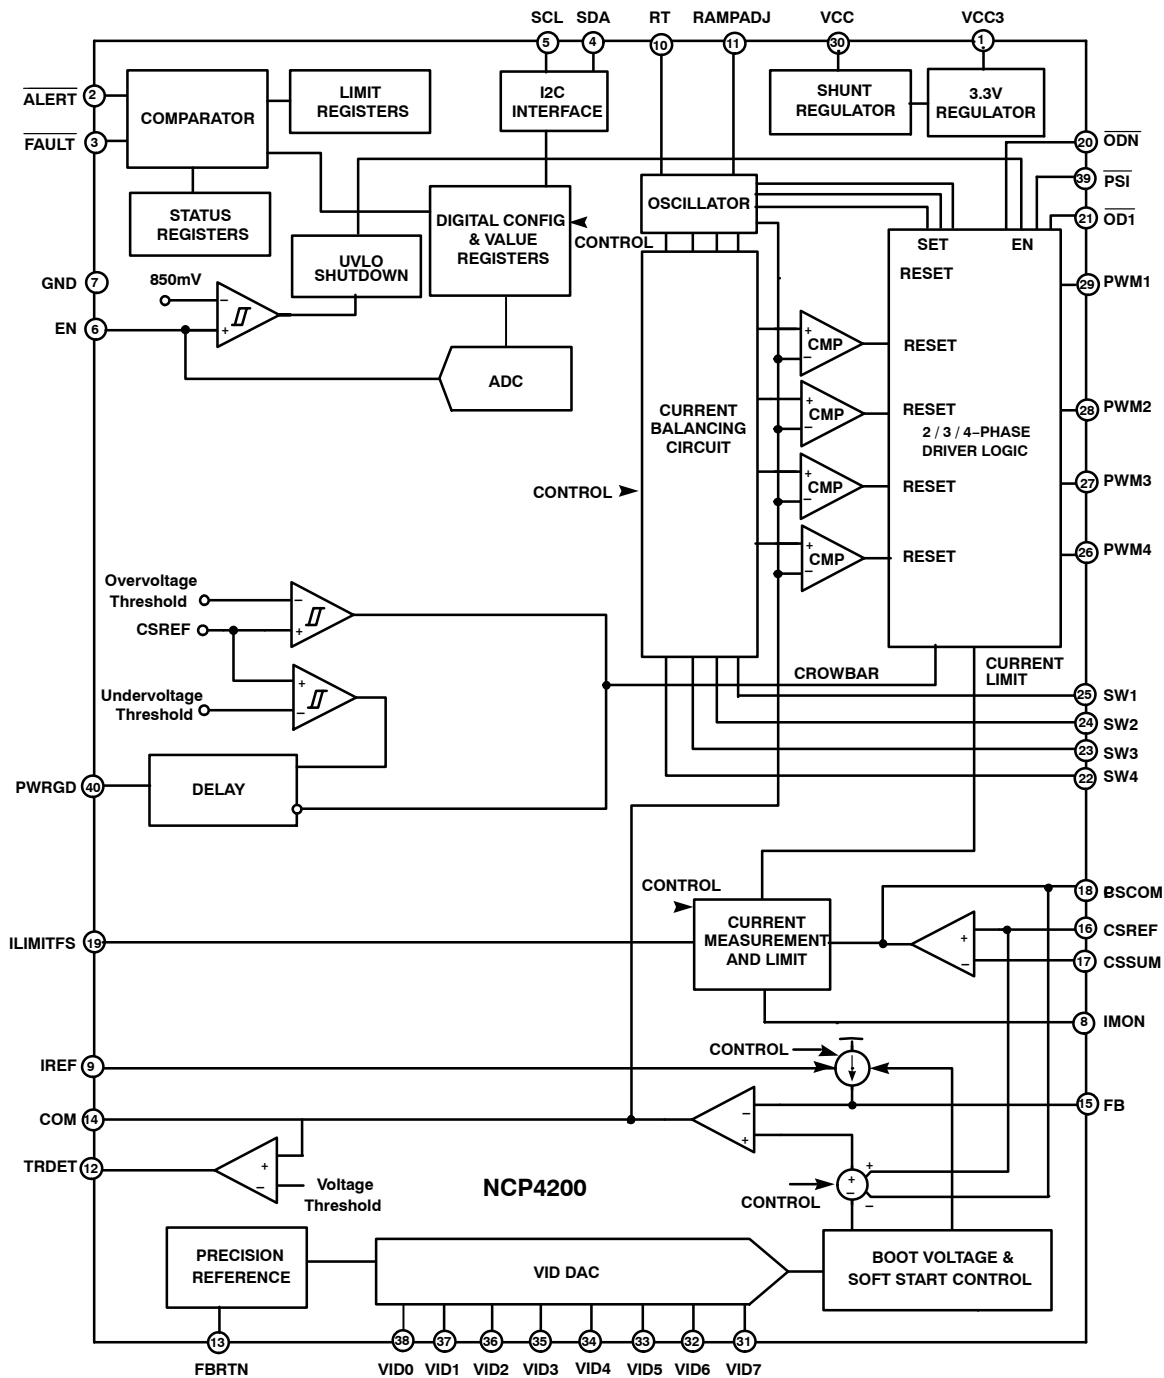 SCL SDA RT RAMPADJ VCC VCC3
5 4 10 11 30 1
ALERT 2
COMPARATOR
LIMIT
REGISTERS
I2C
INTERFACE
SHUNT
REGULATOR
3.3V
REGULATOR
FAULT 3
20 ODN
39 PSI
21 OD1
STATUS
REGISTERS
DIGITAL CONFIG
& VALUE
REGISTERS
CONTROL
OSCILLATOR
SET EN
UVLO
SHUTDOWN
GND 7
850mV
−
+
EN 6
ADC
RESET
29 PWM1
+
−
CMP
RESET
CURRENT
BALANCING
CIRCUIT
+
−
CMP
RESET
28 PWM2
2 / 3 / 4−PHASE
DRIVER LOGIC
CONTROL
+
−
CMP
RESET
27 PWM3
+
−
CMP
RESET
26 PWM4
Overvoltage
Threshold
−
CSREF
+
Undervoltage
Threshold
+
−
CROWBAR
CURRENT
LIMIT
25 SW1
24 SW2
23 SW3
22 SW4
PWRGD 40
DELAY
CONTROL
CURRENT
MEASUREMENT
AND LIMIT
ILIMITFS 19
+
−
18 CSCOM
16 CSREF
17 CSSUM
8 IMON
CONTROL
IREF 9
COM 14
−
+
15 FB
TRDET 12
+
−
Voltage
Threshold
NCP4200
CONTROL
+
−
+
−
PRECISION
REFERENCE
VID DAC
BOOT VOLTAGE &
SOFT START CONTROL
13 38 37 36 35 34 33 32 31
FBRTN VID0 VID1 VID2 VID3 VID4 VID5 VID6 VID7